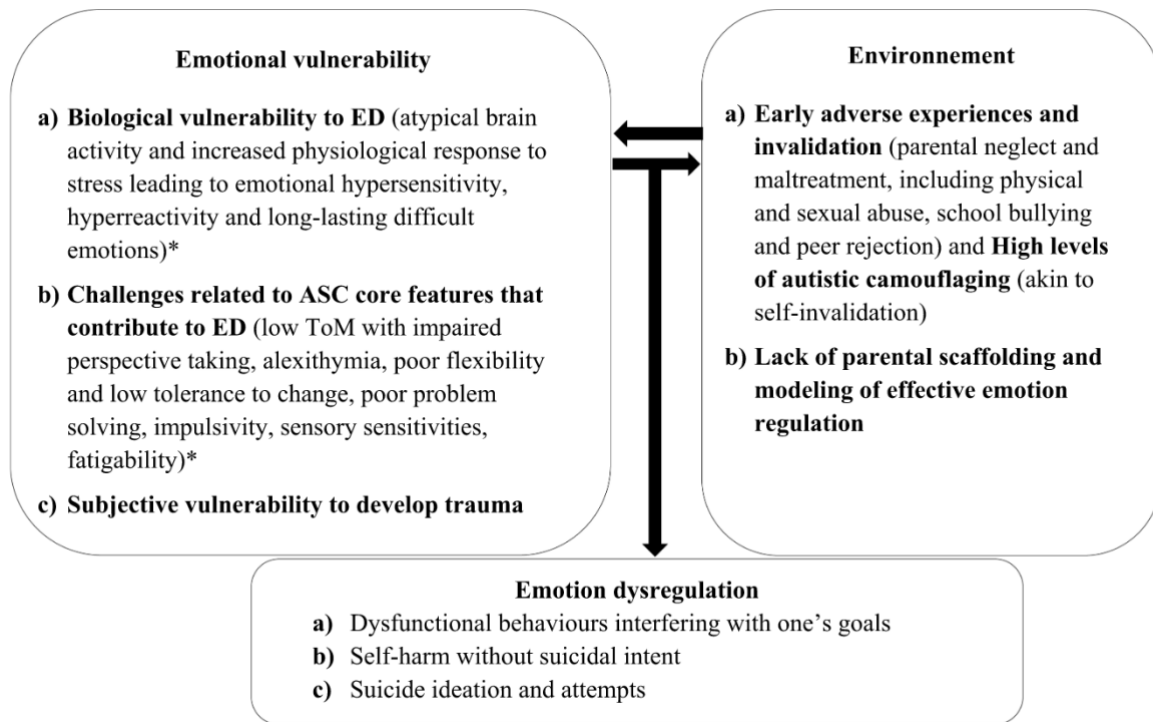 Emotional vulnerability
a) Biological vulnerability to ED (atypical brain
activity and increased physiological response to
stress leading to emotional hypersensitivity,
hyperreactivity and long-lasting difficult
emotions)*
b) Challenges related to ASC core features that
contribute to ED (low ToM with impaired
perspective taking, alexithymia, poor flexibility
and low tolerance to change, poor problem
solving, impulsivity, sensory sensitivities,
fatigability)*
c) Subjective vulnerability to develop trauma
Environnement
a) Early adverse experiences and
invalidation (parental neglect and
maltreatment, including physical
and sexual abuse, school bullying
and peer rejection) and High levels
of autistic camouflaging (akin to
self-invalidation)
b) Lack of parental scaffolding and
modeling of effective emotion
regulation
Emotion dysregulation
a) Dysfunctional behaviours interfering with one's goals
b) Self-harm without suicidal intent
c) Suicide ideation and attempts